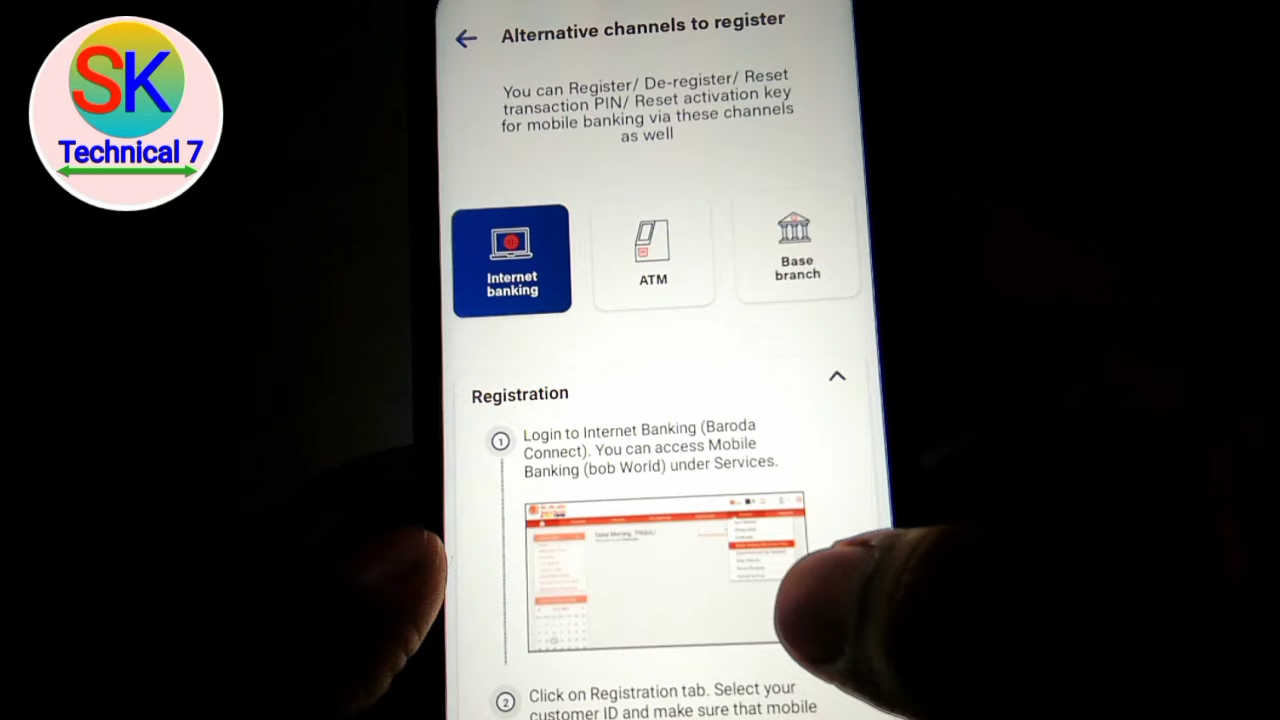 SK
Technical 7
Alternative channels to register
You can Register/ De-register/ Reset
transaction PIN/ Reset activation key
for mobile banking via these channels
as well
Internet
banking
ATM
Base
branch
Registration
1
Login to Internet Banking (Baroda
Connect). You can access Mobile
Banking (bob World) under Services.
Good Morning,
2
Click on Registration tab. Select your
customer ID and make sure that mobile